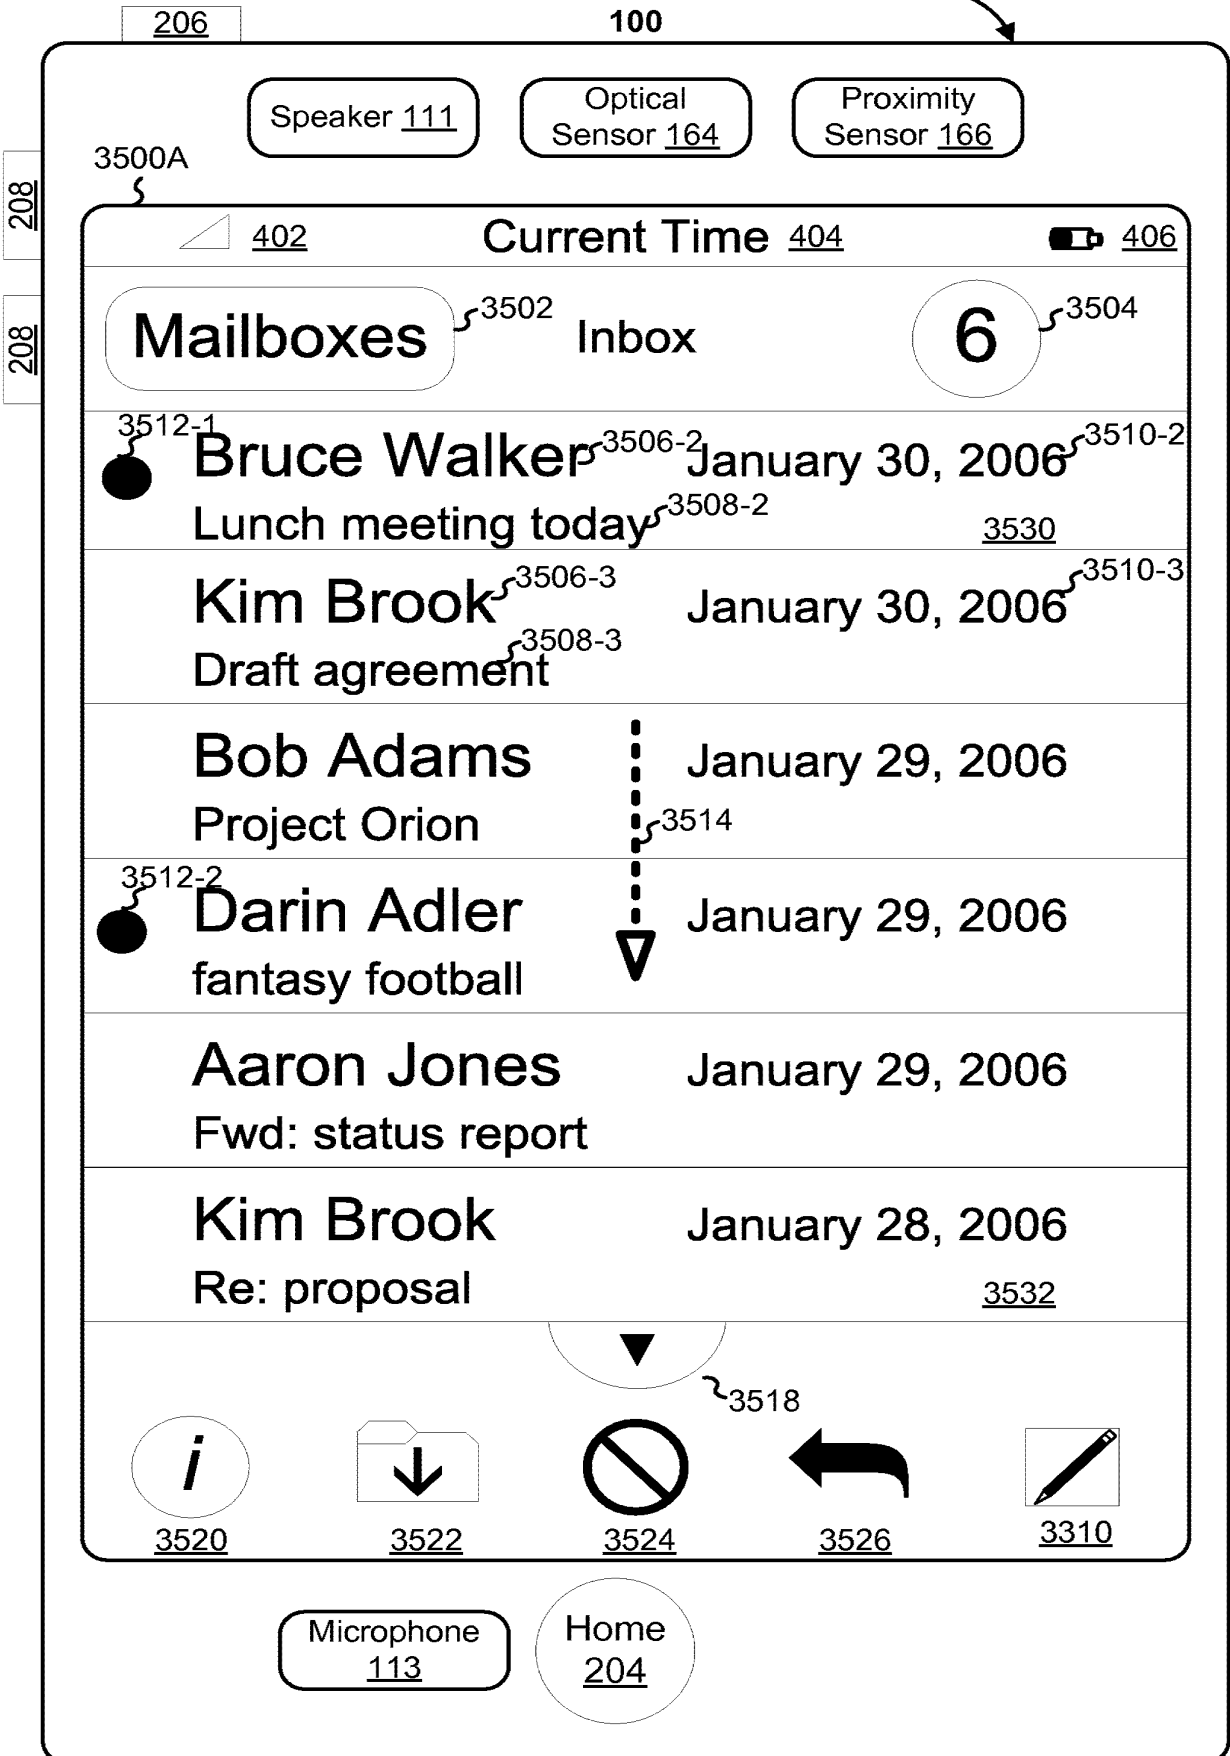 206
100
Speaker 111
Optical
Sensor 164
Proximity
Sensor 166
3500A
208
208
402
Current Time 404
406
Mailboxes
3502
Inbox
6
3504
3512-1
Bruce Walker
3506-2
January 30, 2006
3510-2
Lunch meeting today
3508-2
3530
Kim Brook
3506-3
January 30, 2006
3510-3
Draft agreement
3508-3
Bob Adams
January 29, 2006
Project Orion
3514
3512-2
Darin Adler
January 29, 2006
fantasy football
Aaron Jones
January 29, 2006
Fwd: status report
Kim Brook
January 28, 2006
Re: proposal
3532
3518
i
3520
3522
3524
3526
3310
Microphone
113
Home
204